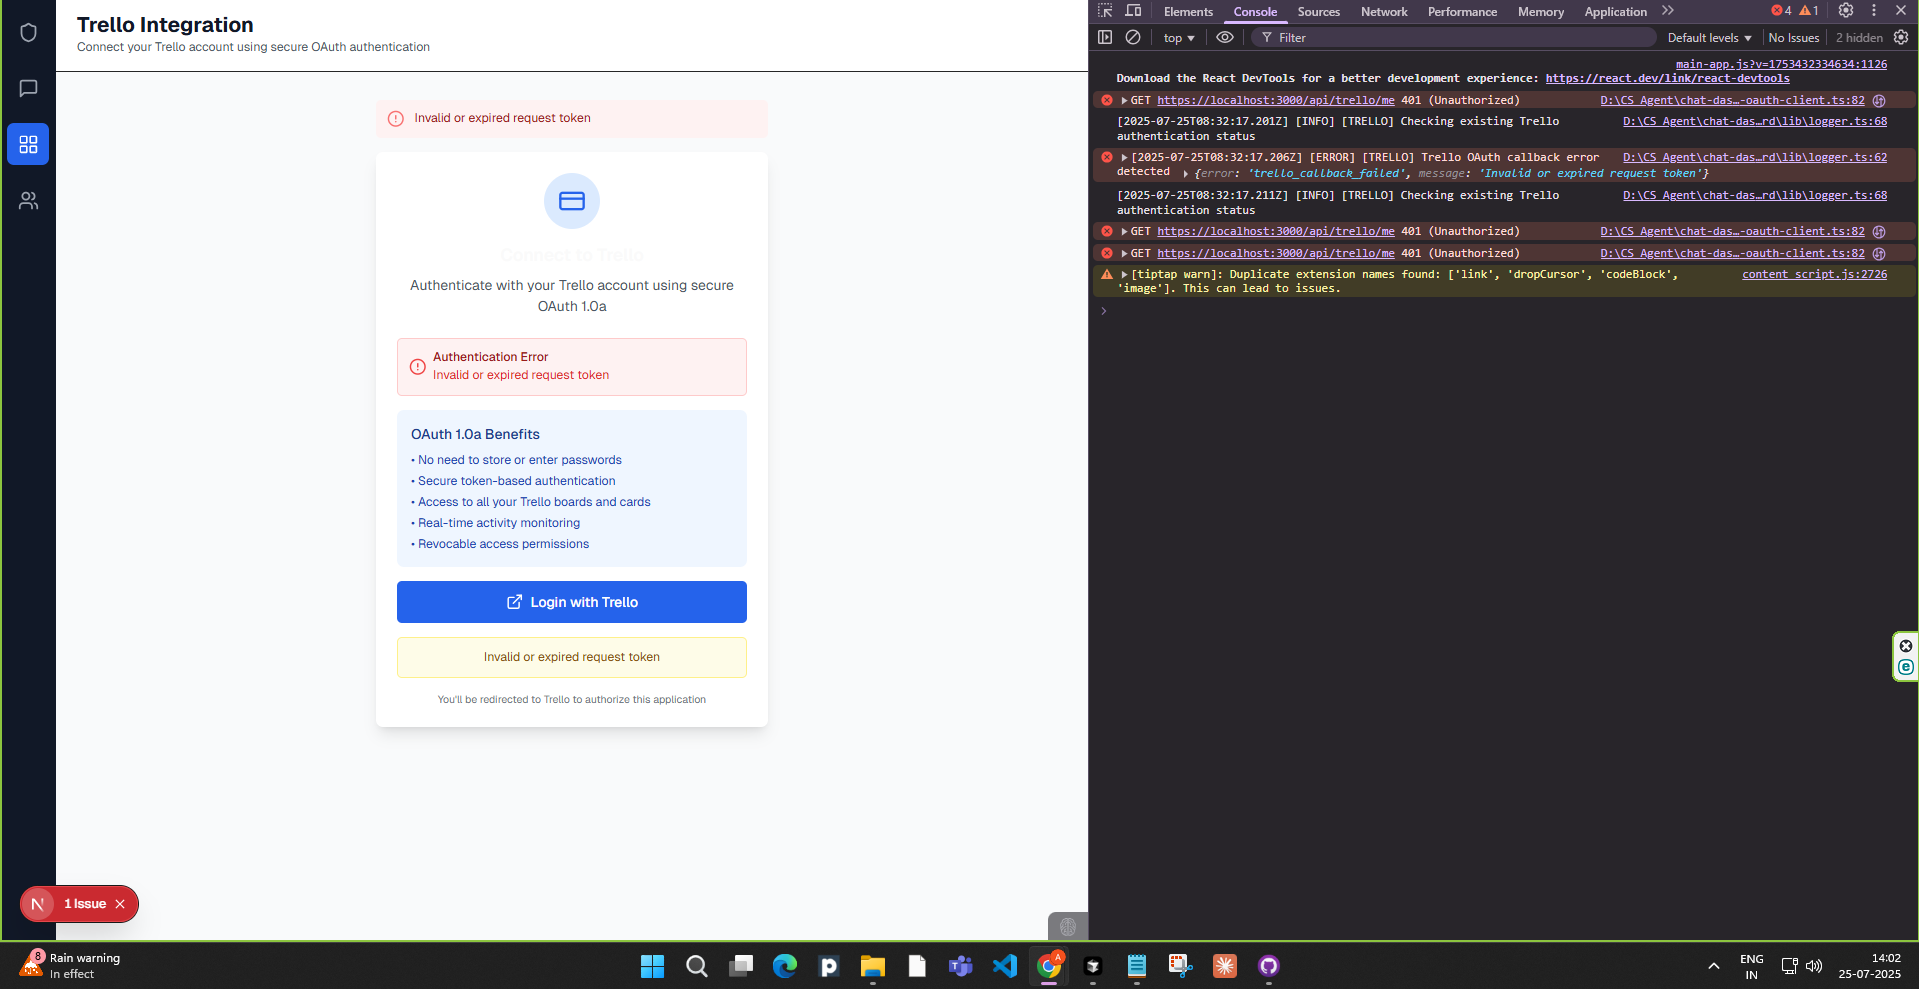 Trello Integration
Connect your Trello account using secure OAuth authentication
Invalid or expired request token
Connect to Trello
Authenticate with your Trello account using secure
OAuth 1.0a
Authentication Error
Invalid or expired request token
OAuth 1.0a Benefits
• No need to store or enter passwords
• Secure token-based authentication
• Access to all your Trello boards and cards
• Real-time activity monitoring
• Revocable access permissions
Login with Trello
Invalid or expired request token
You'll be redirected to Trello to authorize this application
N 1 Issue
Elements Console Sources Network Performance Memory Application 4 1
top Filter Default levels No Issues 2 hidden
main-app.js?v=1753432334634:1126
Download the React DevTools for a better development experience: https://react.dev/link/react-devtools
GET https://localhost:3000/api/trello/me 401 (Unauthorized) D:\CS Agent\chat-das…-oauth-client.ts:82
[2025-07-25T08:32:17.201Z] [INFO] [TRELLO] Checking existing Trello D:\CS Agent\chat-das…rd\lib\logger.ts:68
authentication status
[2025-07-25T08:32:17.206Z] [ERROR] [TRELLO] Trello OAuth callback error D:\CS Agent\chat-das…rd\lib\logger.ts:62
detected {error: 'trello_callback_failed', message: 'Invalid or expired request token'}
[2025-07-25T08:32:17.211Z] [INFO] [TRELLO] Checking existing Trello D:\CS Agent\chat-das…rd\lib\logger.ts:68
authentication status
GET https://localhost:3000/api/trello/me 401 (Unauthorized) D:\CS Agent\chat-das…-oauth-client.ts:82
GET https://localhost:3000/api/trello/me 401 (Unauthorized) D:\CS Agent\chat-das…-oauth-client.ts:82
[tiptap warn]: Duplicate extension names found: ['link', 'dropCursor', 'codeBlock', content script.js:2726
'image']. This can lead to issues.
8 Rain warning
In effect
A
ENG
IN
14:02
25-07-2025